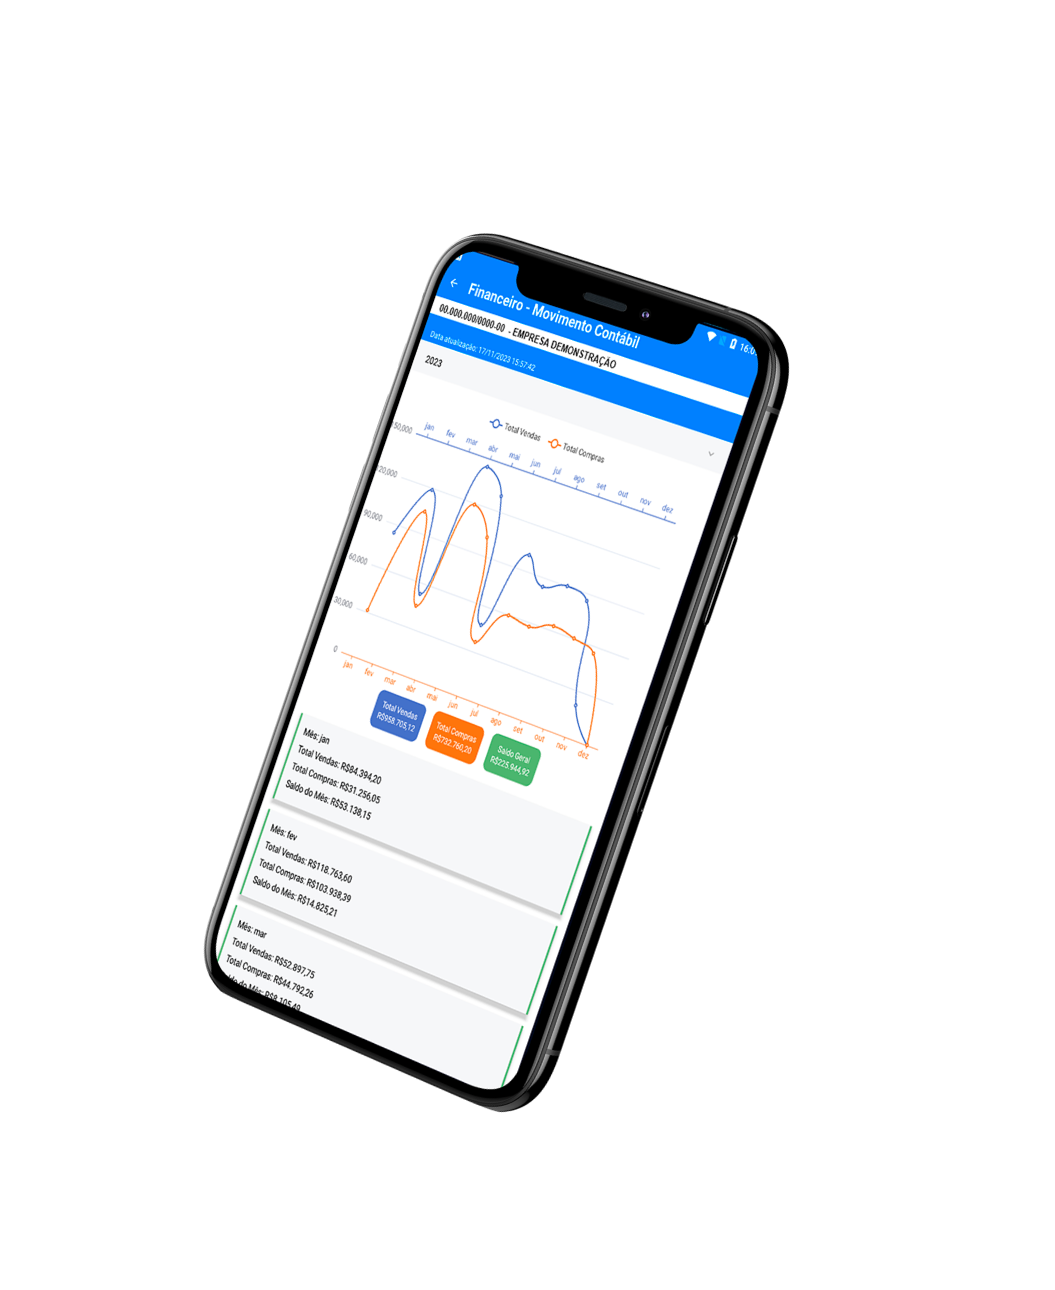 16:0
Financeiro - Movimento Contábil
00.000.000/0000-00 - EMPRESA DEMONSTRAÇÃO
Data atualização: 17/11/2023 15:57:42
2023
Total Vendas Total Compras
jan fev mar abr mai jun jul ago set out nov dez
50,000
20,000
90,000
60,000
30,000
0
jan fev mar abr mai jun jul ago set out nov dez
Total Vendas
R$958.705,12
Total Compras
R$732.760,20
Saldo Geral
R$225.944,92
Mês: jan
Total Vendas: R$84.394,20
Total Compras: R$31.256,05
Saldo do Mês: R$53.138,15
Mês: fev
Total Vendas: R$118.763,60
Total Compras: R$103.938,39
Saldo do Mês: R$14.825,21
Mês: mar
Total Vendas: R$52.897,75
Total Compras: R$44.792,26
do Mês: R$8.105,49